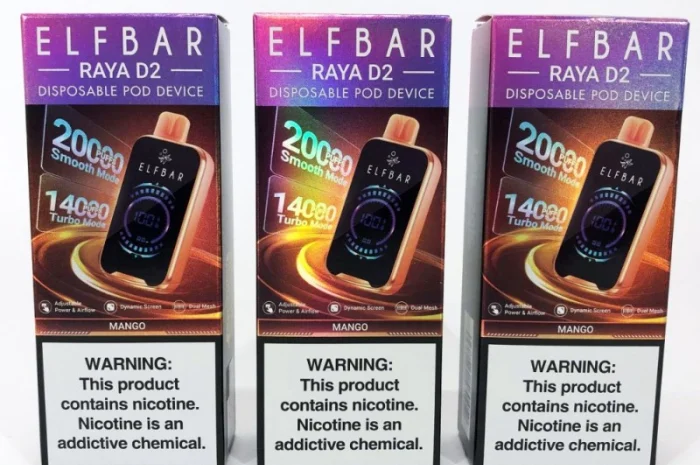 ELFBAR
RAYA D2
DISPOSABLE POD DEVICE
20000
Smooth Mode
14000
Turbo Mode
ELFBAR
100%
Adjustable
Power & Airflow
Dynamic Screen
Dual Mesh
MANGO
WARNING:
This product
contains nicotine.
Nicotine is an
addictive chemical.
ELFBAR
RAYA D2
DISPOSABLE POD DEVICE
20000
Smooth Mode
14000
Turbo Mode
ELFBAR
100%
Adjustable
Power & Airflow
Dynamic Screen
Dual Mesh
MANGO
WARNING:
This product
contains nicotine.
Nicotine is an
addictive chemical.
ELFBAR
RAYA D2
DISPOSABLE POD DEVICE
20000
Smooth Mode
14000
Turbo Mode
ELFBAR
100%
Adjustable
Power & Airflow
Dynamic Screen
Dual Mesh
MANGO
WARNING:
This product
contains nicotine.
Nicotine is an
addictive chemical.